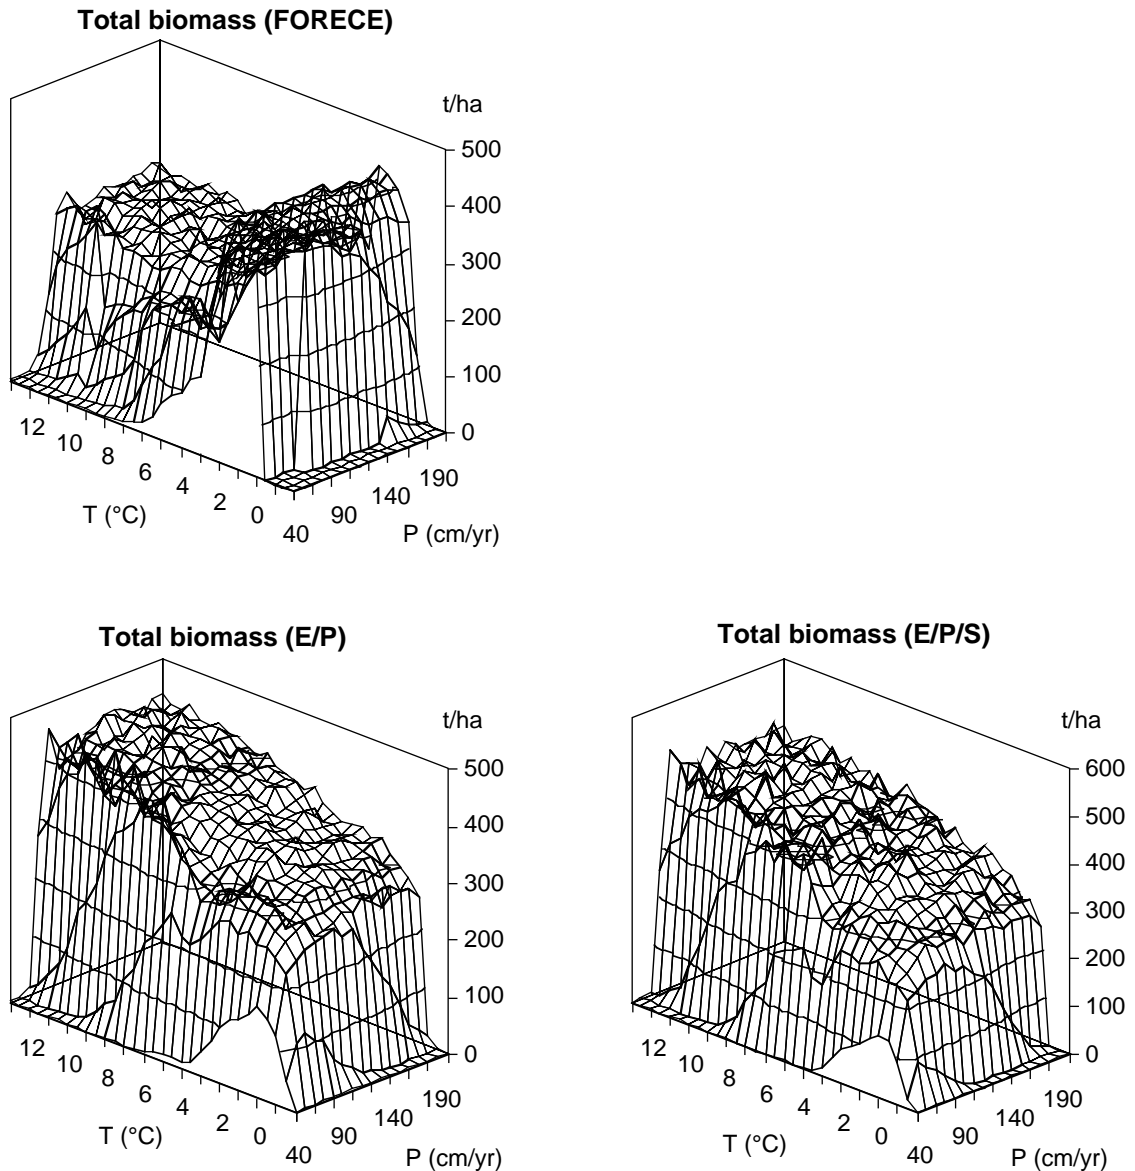 Total biomass (FORECE)
t/ha
500
400
300
200
100
0
12 10 8 6 4 2 0
T (°C)
40 90 140 190
P (cm/yr)
Total biomass (E/P)
t/ha
500
400
300
200
100
0
12 10 8 6 4 2 0
T (°C)
40 90 140 190
P (cm/yr)
Total biomass (E/P/S)
t/ha
600
500
400
300
200
100
0
12 10 8 6 4 2 0
T (°C)
40 90 140 190
P (cm/yr)